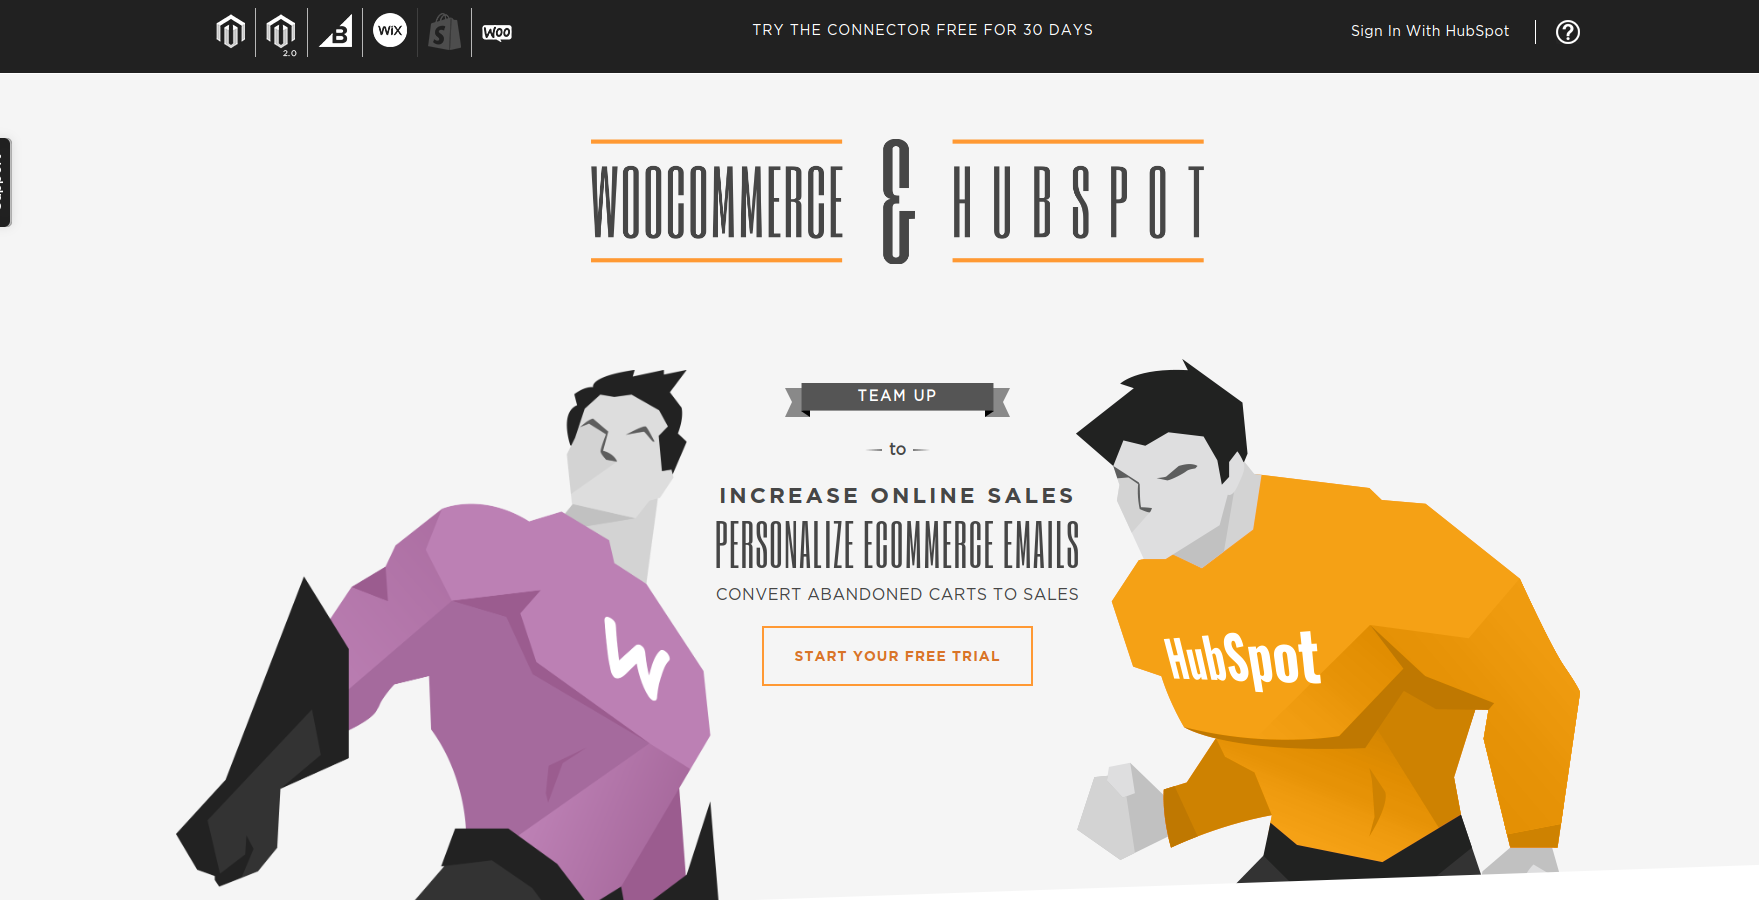 2.0
B
WiX
S
Woo
TRY THE CONNECTOR FREE FOR 30 DAYS
Sign In With HubSpot
?
WOOCOMMERCE & HUBSPOT
TEAM UP
to
INCREASE ONLINE SALES
PERSONALIZE ECOMMERCE EMAILS
CONVERT ABANDONED CARTS TO SALES
START YOUR FREE TRIAL
W
HubSpot